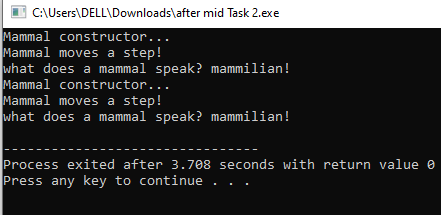 C:\Users\DELL\Downloads\after mid Task 2.exe
Mammal constructor...
Mammal moves a step!
what does a mammal speak? mammilian!
Mammal constructor...
Mammal moves a step!
what does a mammal speak? mammilian!
--------------------------------
Process exited after 3.708 seconds with return value 0
Press any key to continue . . .